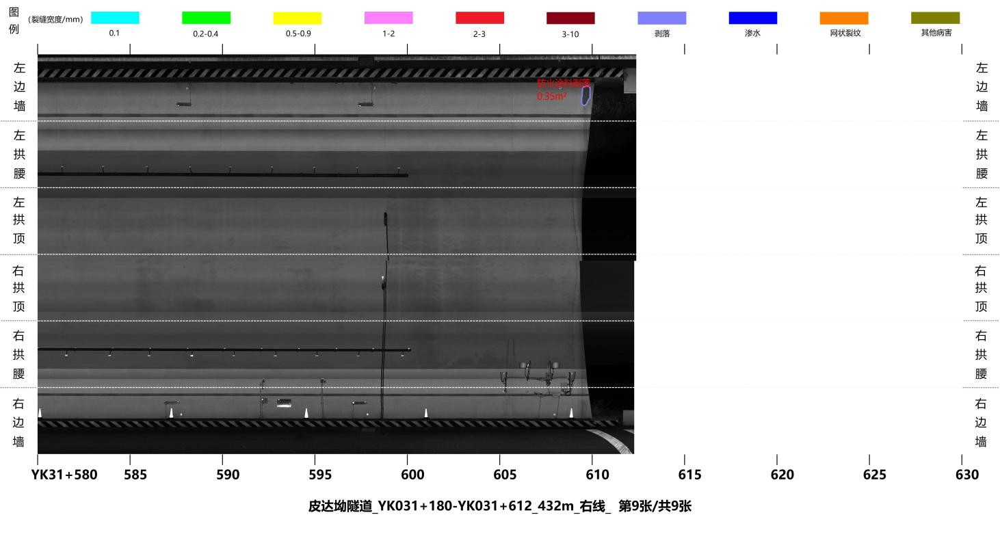 图例
(裂缝宽度/mm)
0.1
0.2-0.4
0.5-0.9
1-2
2-3
3-10
剥落
渗水
网状裂纹
其他病害
左边墙
左边墙
防火涂料剥落
0.35m²
左拱腰
左拱腰
左拱顶
左拱顶
右拱顶
右拱顶
右拱腰
右拱腰
右边墙
右边墙
YK31+580 585 590 595 600 605 610 615 620 625 630
皮达坳隧道_YK031+180-YK031+612_432m_右线_ 第9张/共9张